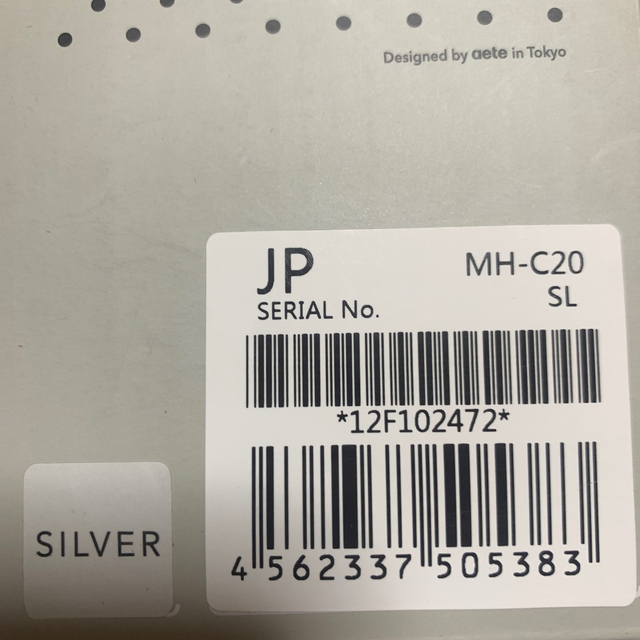 Designed by aete in Tokyo
JP
MH-C20
SERIAL No.
SL
*12F102472*
SILVER
4 562337 505383